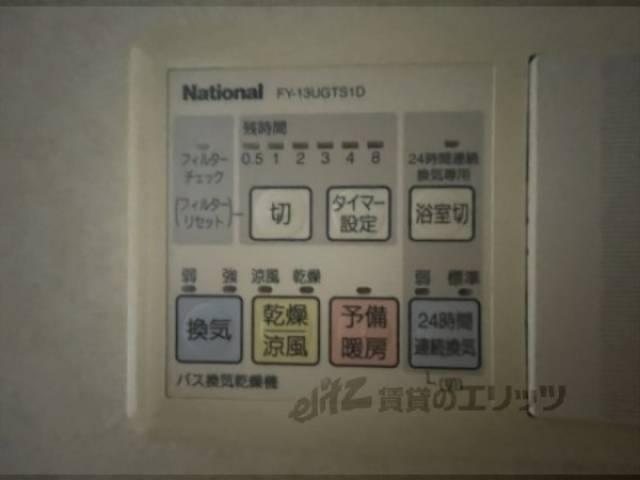 National FY-13UGTS1D
残時間
0.5 1 2 3 4 8
フィルター
チェック
24時間連続
換気専用
(フィルター
リセット)
切
タイマー
設定
浴室切
弱 強 涼風 乾燥 弱 標準
換気
乾燥
涼風
予備
暖房
24時間
連続換気
バス換気乾燥機
(切)
elitz 賃貸のエリッツ